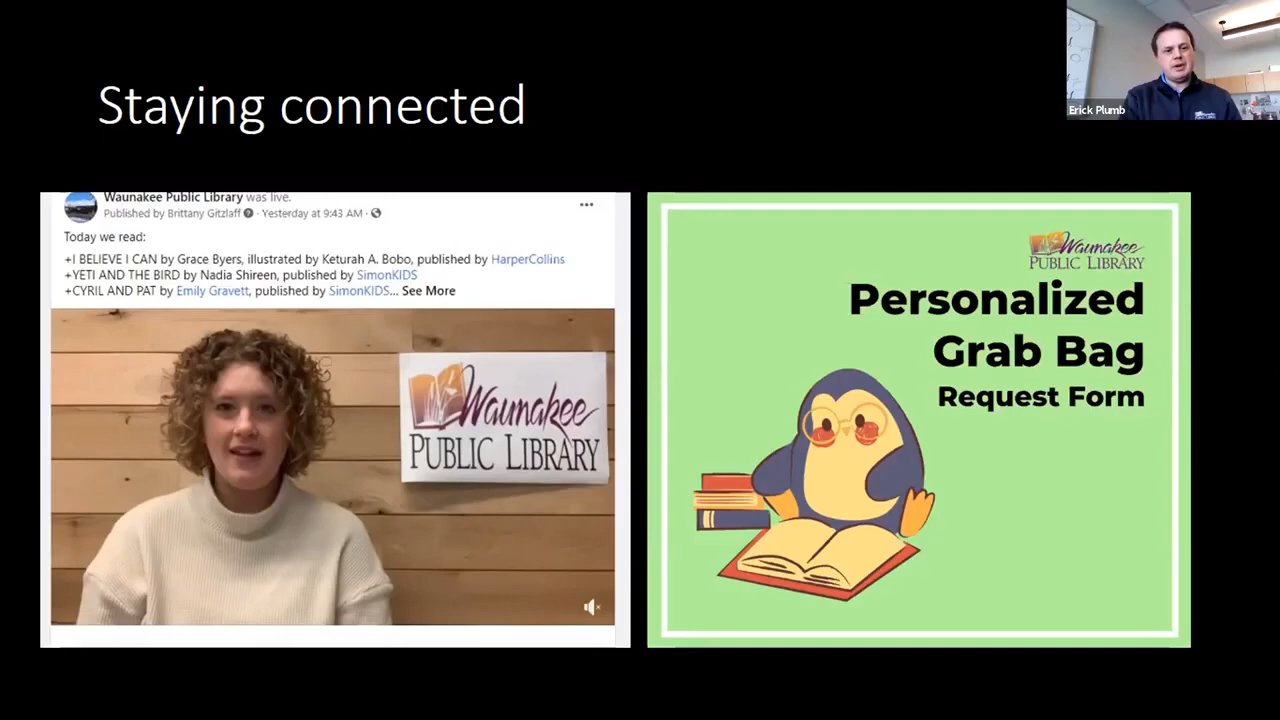 Staying connected
Erick Plumb
Waunakee Public Library was live.
Published by Brittany Gitzlaff · Yesterday at 9:43 AM ·
Today we read:
+I BELIEVE I CAN by Grace Byers, illustrated by Keturah A. Bobo, published by HarperCollins
+YETI AND THE BIRD by Nadia Shireen, published by SimonKIDS
+CYRIL AND PAT by Emily Gravett, published by SimonKIDS... See More
Waunakee
PUBLIC LIBRARY
Waunakee
PUBLIC LIBRARY
Personalized
Grab Bag
Request Form